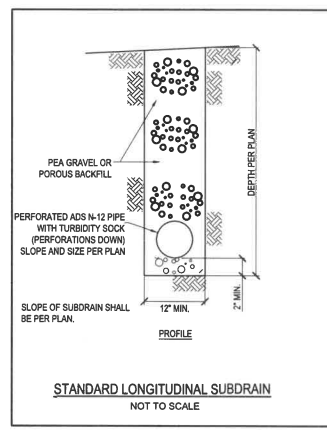 PEA GRAVEL OR
POROUS BACKFILL
DEPTH PER PLAN
PERFORATED ADS N-12 PIPE
WITH TURBIDITY SOCK
(PERFORATIONS DOWN)
SLOPE AND SIZE PER PLAN
SLOPE OF SUBDRAIN SHALL
BE PER PLAN.
12" MIN.
2" MIN.
PROFILE
STANDARD LONGITUDINAL SUBDRAIN
NOT TO SCALE